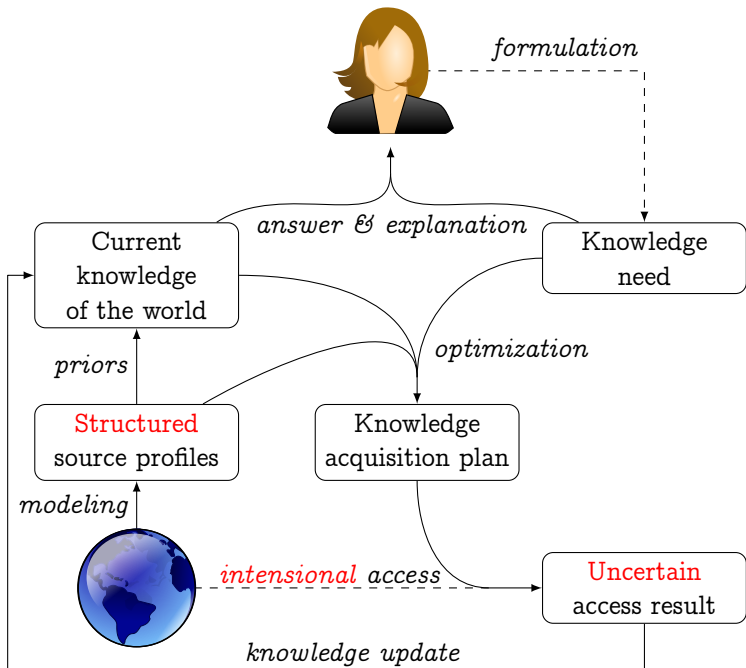 formulation
answer & explanation
Current
knowledge
of the world
Knowledge
need
priors
optimization
Structured
source profiles
Knowledge
acquisition plan
modeling
intensional access
Uncertain
access result
knowledge update